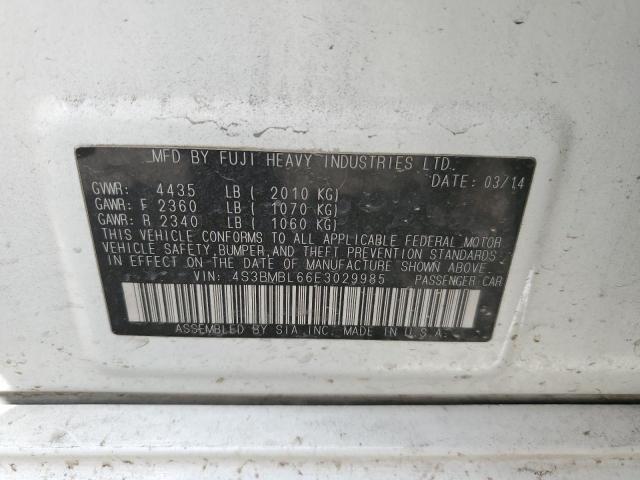 MFD BY FUJI HEAVY INDUSTRIES LTD.
DATE: 03/14
GVWR: 4435 LB ( 2010 KG)
GAWR: F 2360 LB ( 1070 KG)
GAWR: R 2340 LB ( 1060 KG)
THIS VEHICLE CONFORMS TO ALL APPLICABLE FEDERAL MOTOR
VEHICLE SAFETY, BUMPER, AND THEFT PREVENTION STANDARDS
IN EFFECT ON THE DATE OF MANUFACTURE SHOWN ABOVE.
VIN: 4S3BMBL66E3029985 PASSENGER CAR
ASSEMBLED BY SIA INC. MADE IN U.S.A.